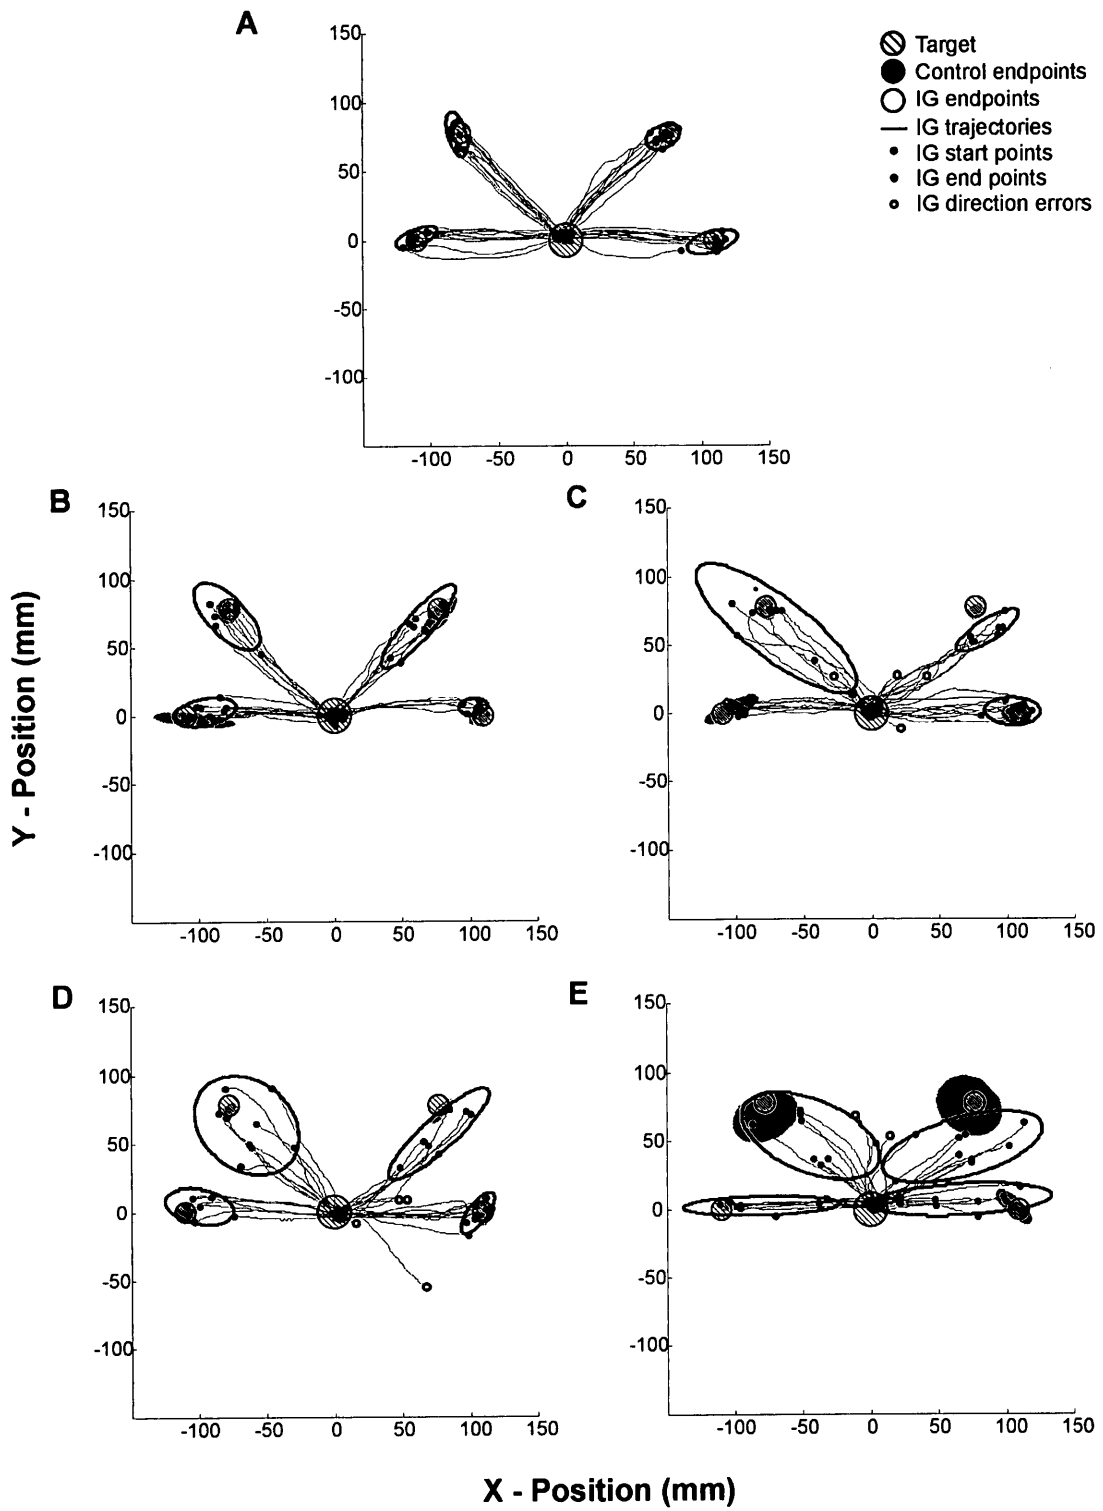 A
150
100
50
0
-50
-100
-100 -50 0 50 100 150
Target
Control endpoints
IG endpoints
IG trajectories
IG start points
IG end points
IG direction errors
B
150
100
50
0
-50
-100
-100 -50 0 50 100 150
C
150
100
50
0
-50
-100
-100 -50 0 50 100 150
Y - Position (mm)
D
150
100
50
0
-50
-100
-100 -50 0 50 100 150
E
150
100
50
0
-50
-100
-100 -50 0 50 100 150
X - Position (mm)